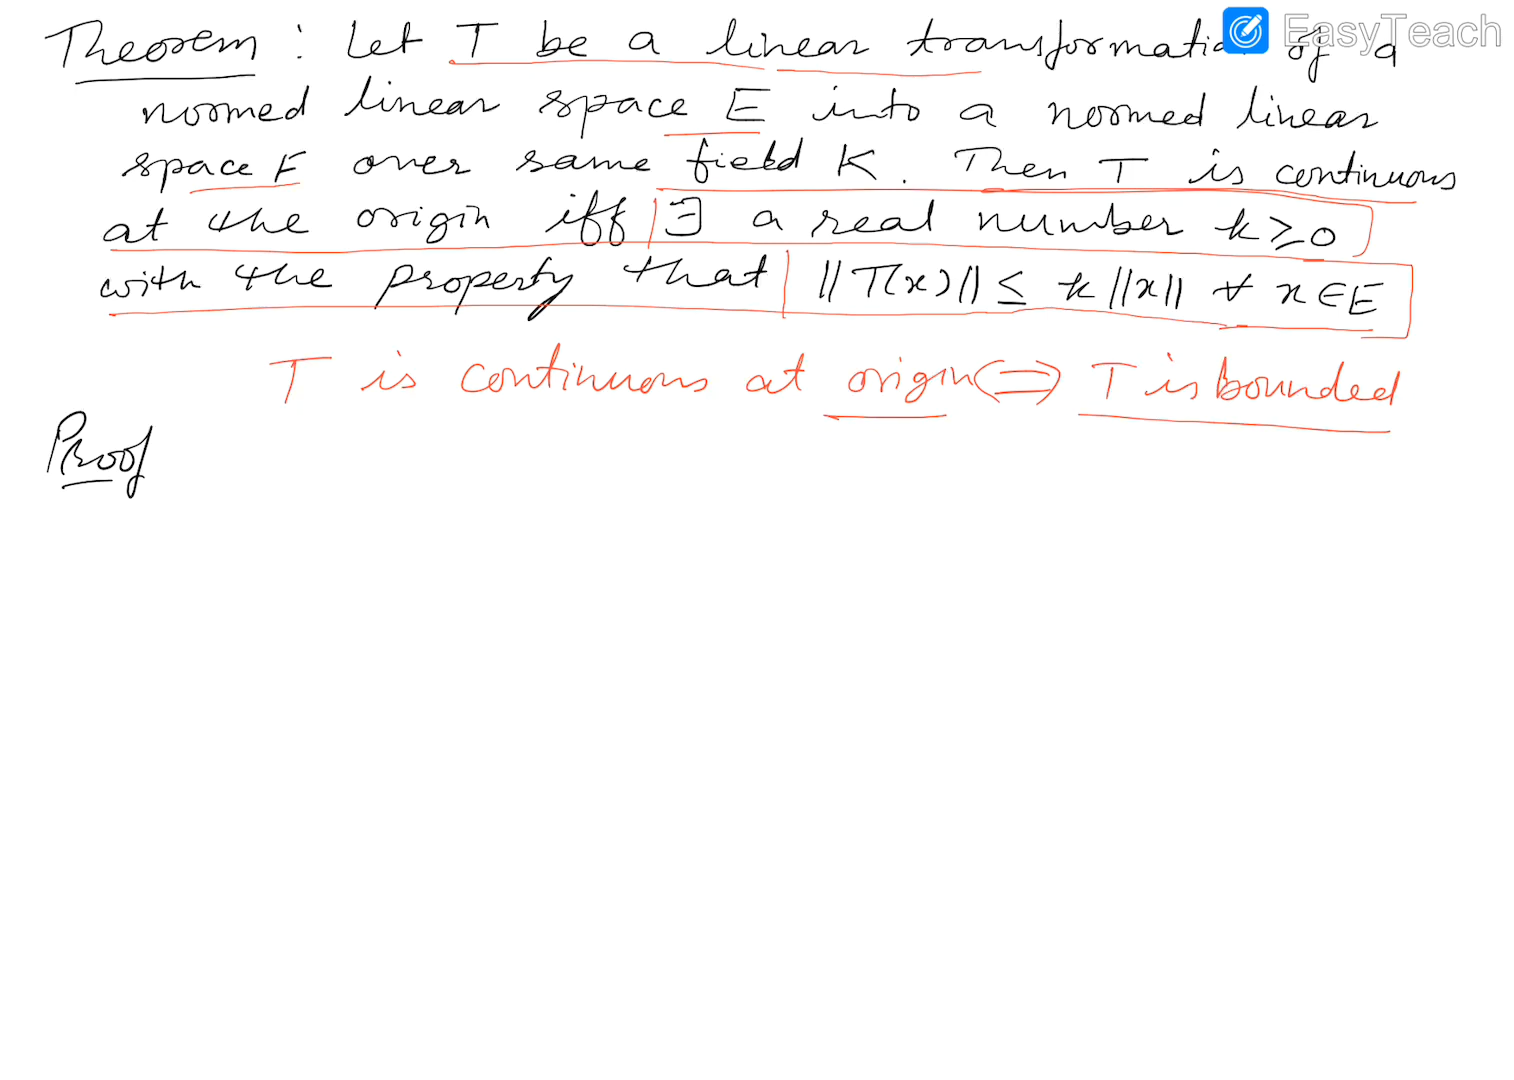 Theorem : Let T be a linear transformatio of a
EasyTeach
normed linear space E into a normed linear
space F over same field K. Then T is continuous
at the origin iff ∃ a real number k ≥ 0
with the property that ||T(x)|| ≤ k ||x|| ∀ x ∈ E
T is continuous at origin ⇔ T is bounded
Proof